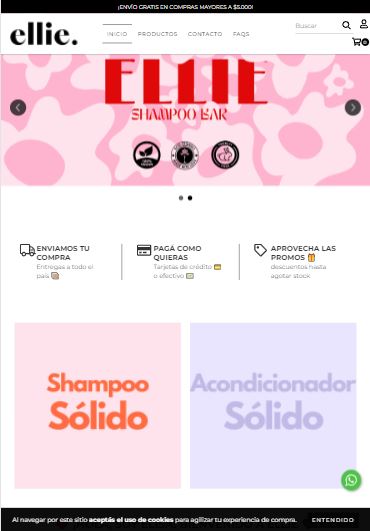 ¡ENVÍO GRATIS EN COMPRAS MAYORES A $5.000!
ellie.
INICIO PRODUCTOS CONTACTO FAQS
Buscar
0
ELLIE
SHAMPOO BAR
ENVIAMOS TU
COMPRA
Entregas a todo el
país
PAGÁ COMO
QUIERAS
Tarjetas de crédito
o efectivo
APROVECHA LAS
PROMOS
descuentos hasta
agotar stock
Shampoo
Sólido
Acondicionador
Sólido
Al navegar por este sitio aceptás el uso de cookies para agilizar tu experiencia de compra. ENTENDIDO